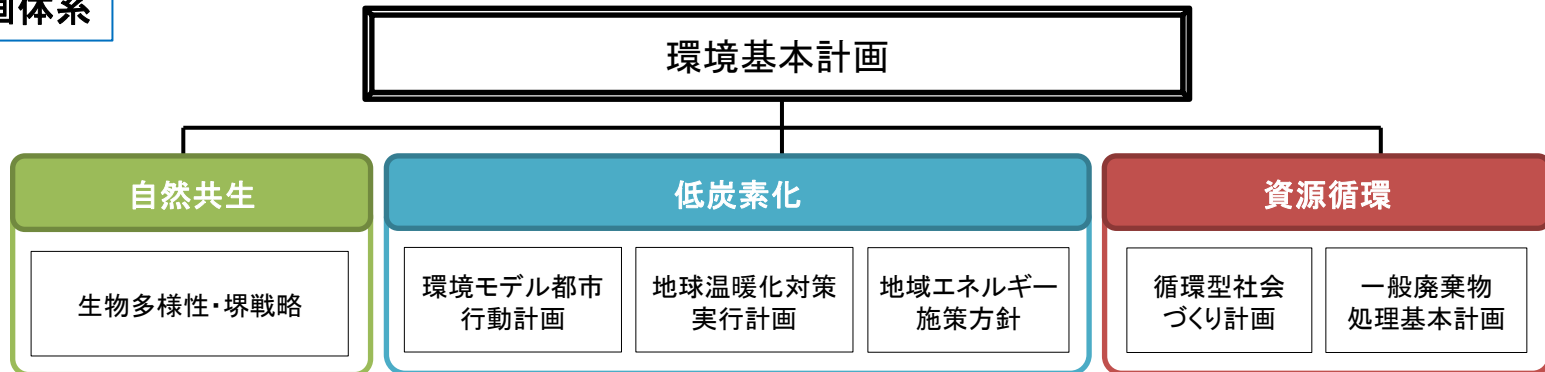 画体系
環境基本計画
自然共生
低炭素化
資源循環
生物多様性・堺戦略
環境モデル都市
行動計画
地球温暖化対策
実行計画
地域エネルギー
施策方針
循環型社会
づくり計画
一般廃棄物
処理基本計画